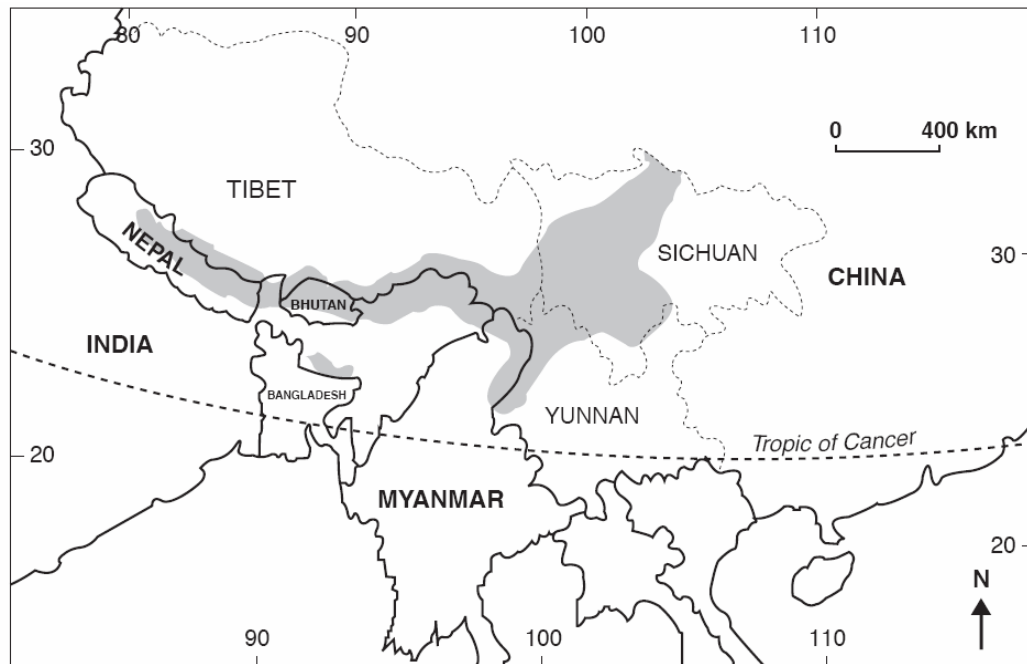 80 90 100 110
0 400 km
30
TIBET
NEPAL
SICHUAN
30
CHINA
BHUTAN
INDIA
BANGLADESH
YUNNAN
Tropic of Cancer
20
MYANMAR
20
N
90 100 110